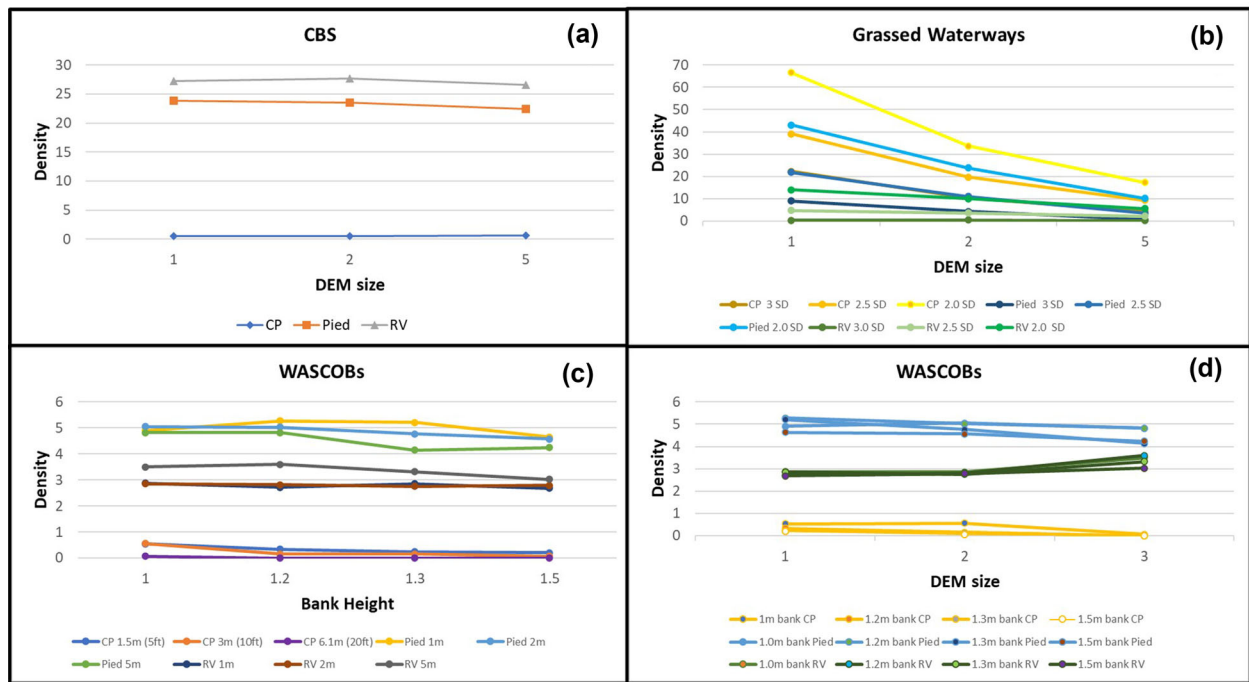 CBS
(a)
30
25
20
15
10
5
0
Density
1 2 5
DEM size
CP Pied RV
Grassed Waterways
(b)
70
60
50
40
30
20
10
0
Density
1 2 5
DEM size
CP 3 SD CP 2.5 SD CP 2.0 SD Pied 3 SD Pied 2.5 SD
Pied 2.0 SD RV 3.0 SD RV 2.5 SD RV 2.0 SD
WASCOBs
(c)
6
5
4
3
2
1
0
Density
1 1.2 1.3 1.5
Bank Height
CP 1.5m (5ft) CP 3m (10ft) CP 6.1m (20ft) Pied 1m Pied 2m
Pied 5m RV 1m RV 2m RV 5m
WASCOBs
(d)
6
5
4
3
2
1
0
Density
1 2 3
DEM size
1m bank CP 1.2m bank CP 1.3m bank CP 1.5m bank CP
1.0m bank Pied 1.2m bank Pied 1.3m bank Pied 1.5m bank Pied
1.0m bank RV 1.2m bank RV 1.3m bank RV 1.5m bank RV